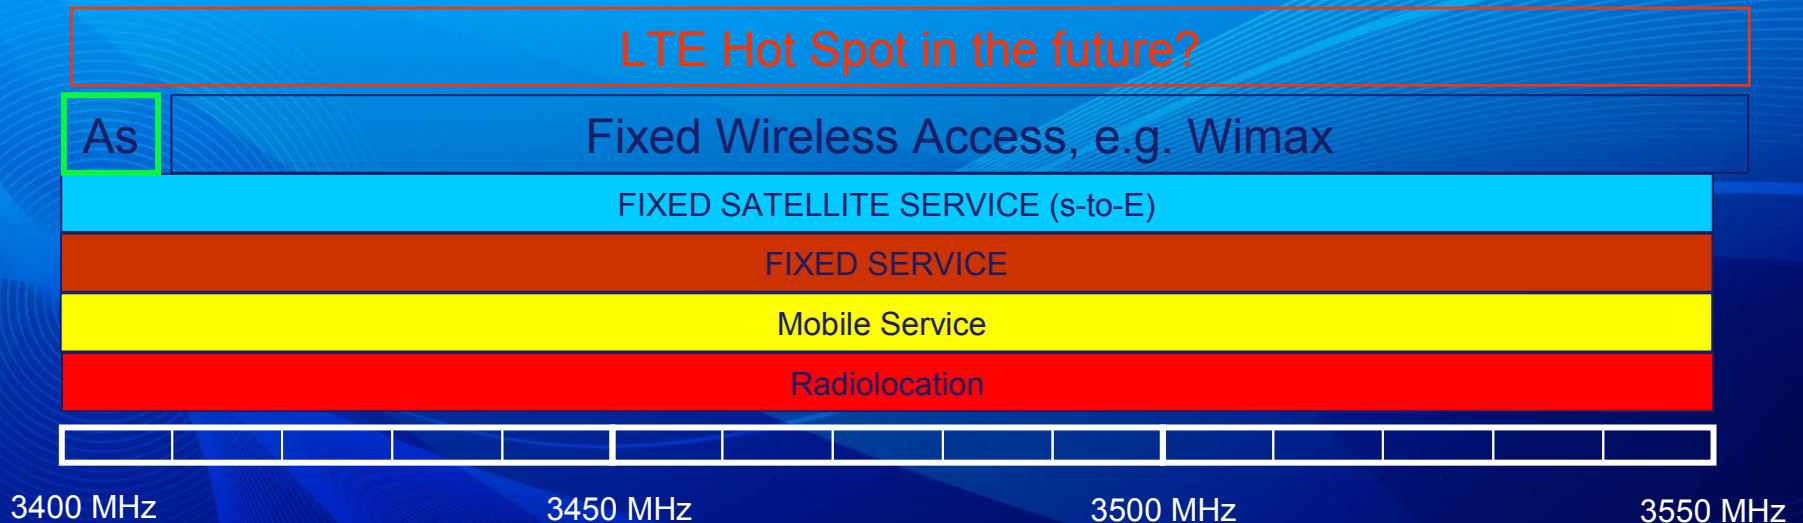 LTE Hot Spot in the future?
As
Fixed Wireless Access, e.g. Wimax
FIXED SATELLITE SERVICE (s-to-E)
FIXED SERVICE
Mobile Service
Radiolocation
3400 MHz 3450 MHz 3500 MHz 3550 MHz